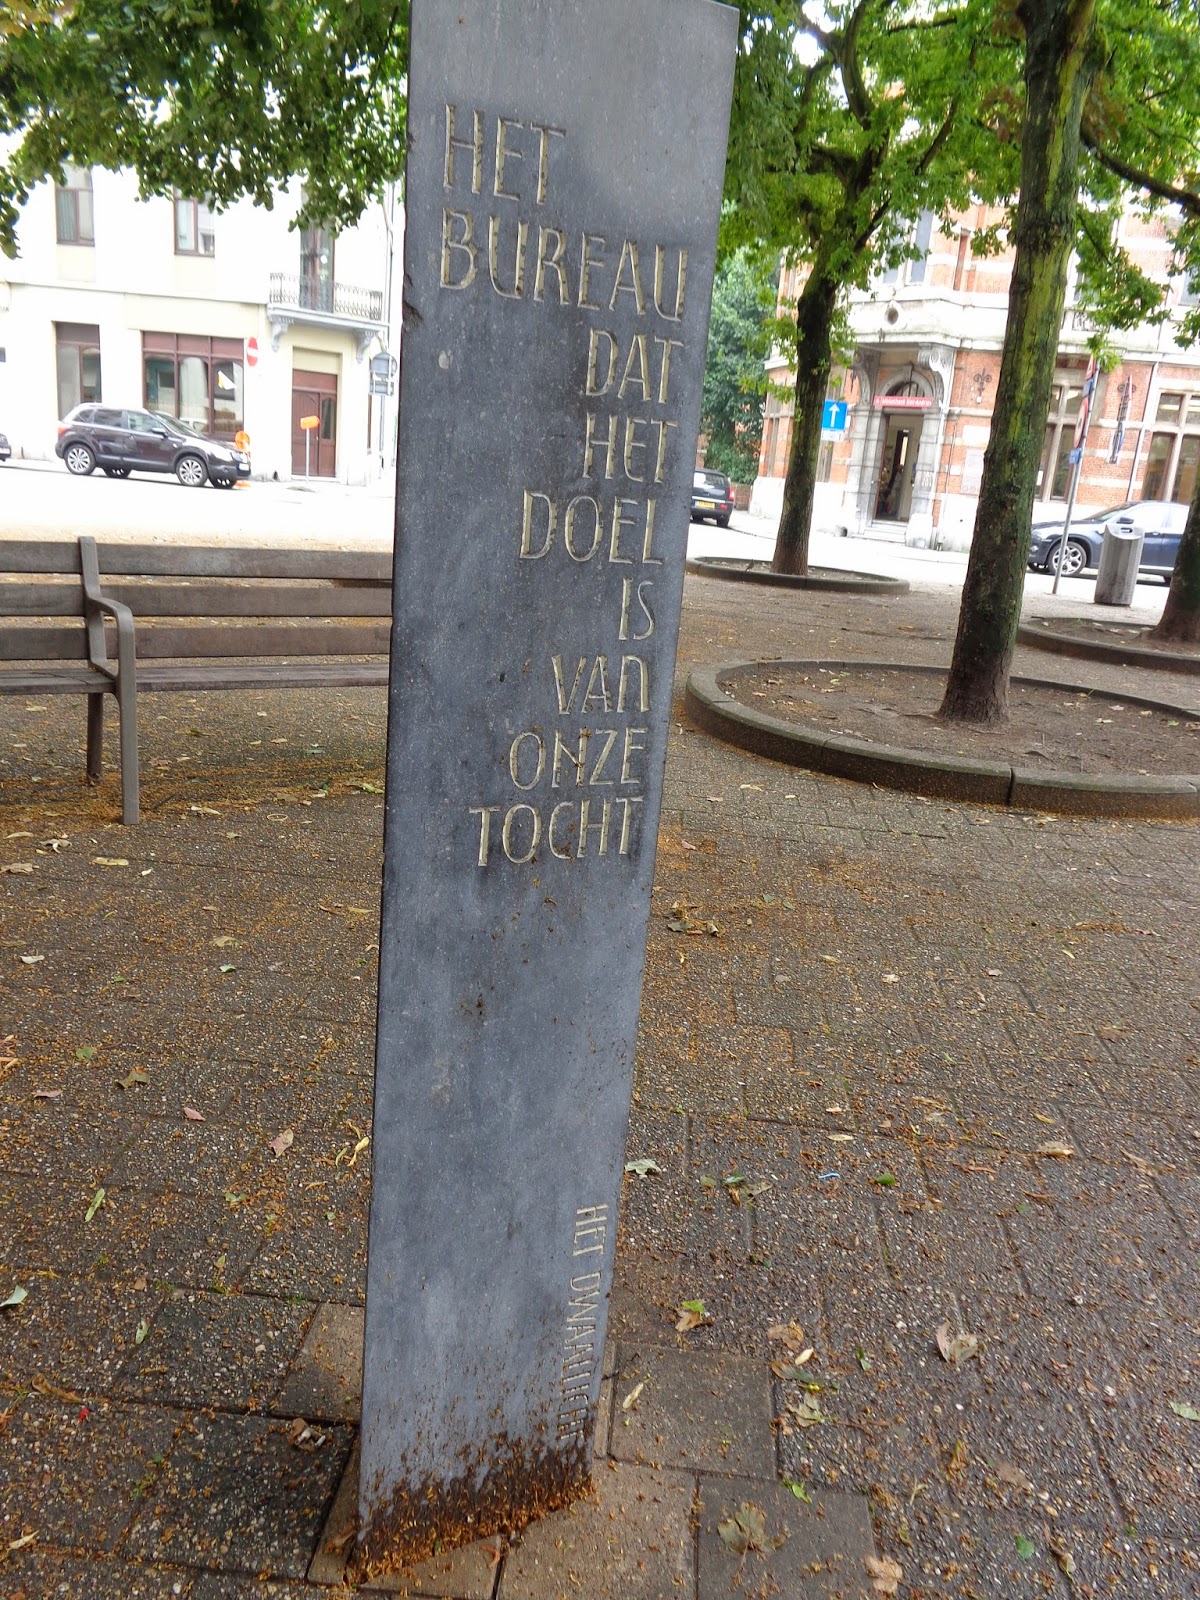 HET
BUREAU
DAT
HET
DOEL
IS
VAN
ONZE
TOCHT
HET DWAALLICHT